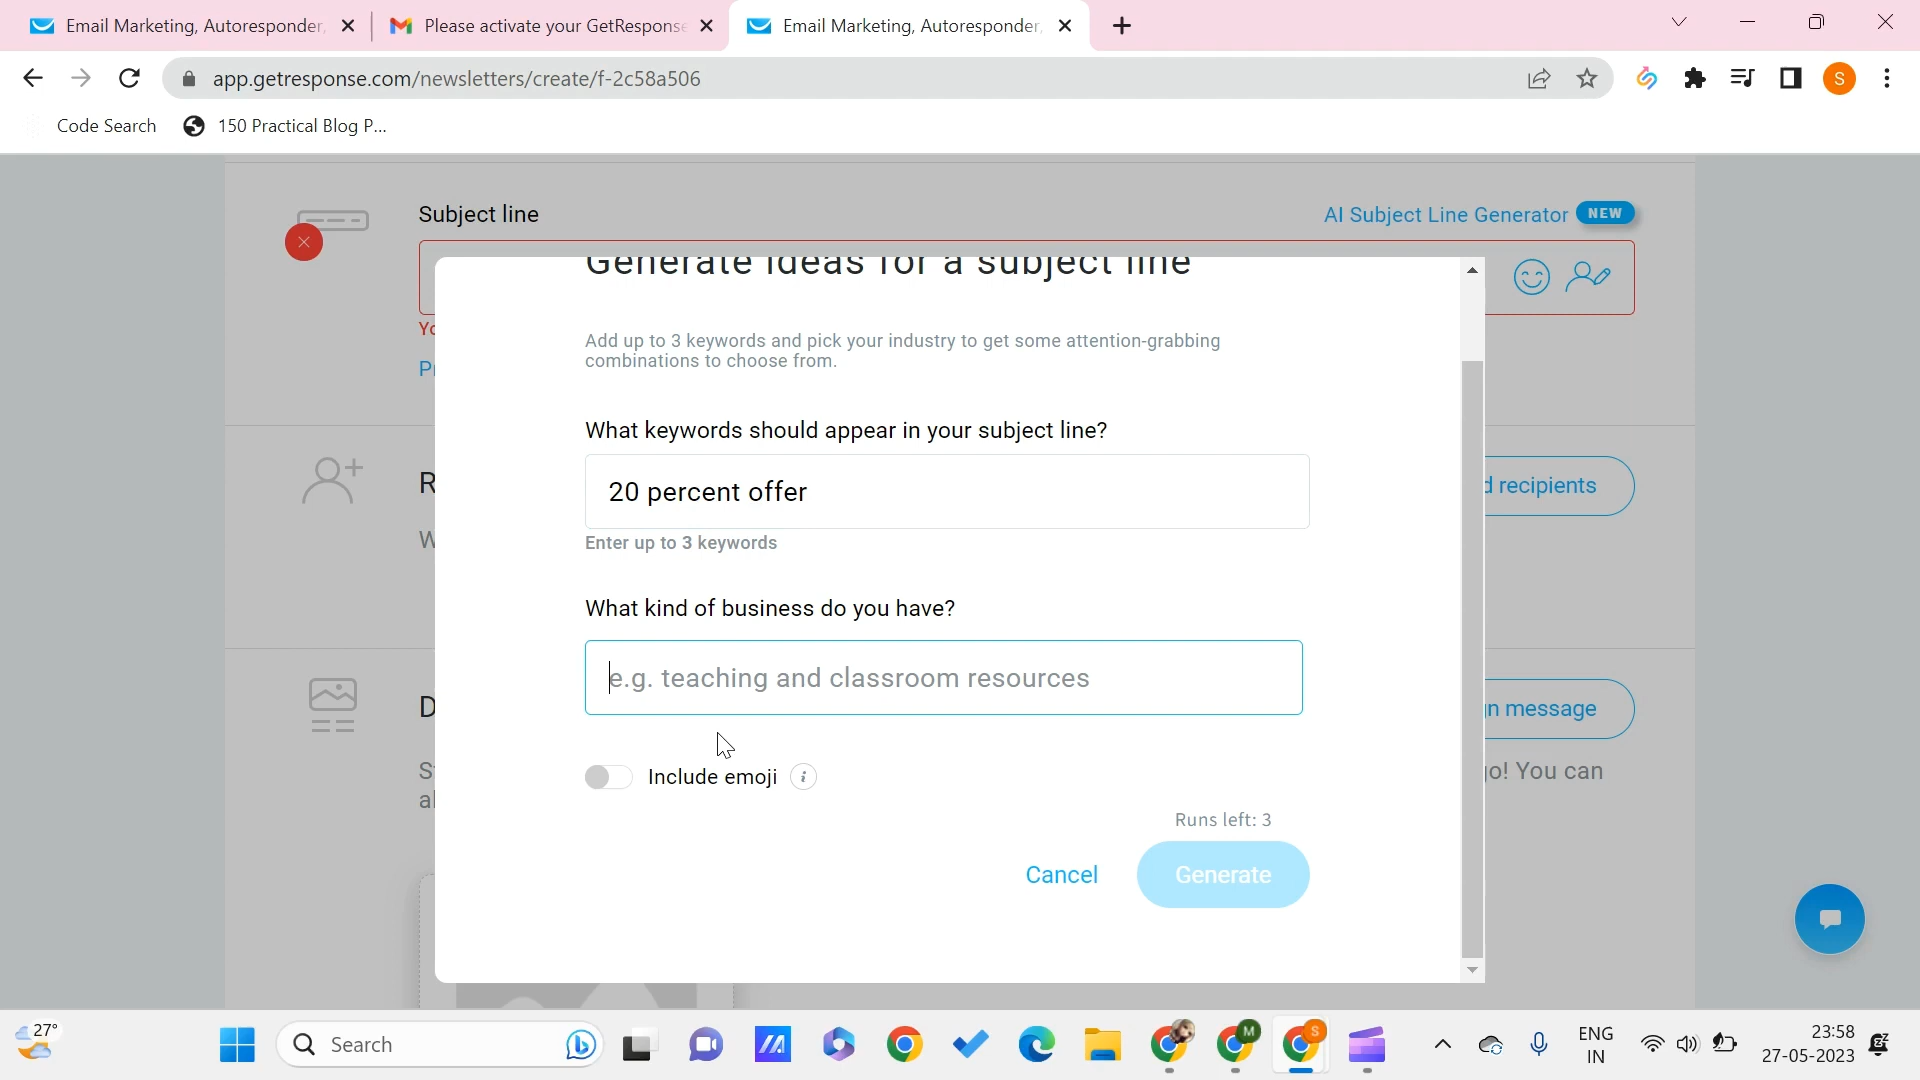 Email Marketing, Autoresponder,
Please activate your GetResponse
Email Marketing, Autoresponder,
app.getresponse.com/newsletters/create/f-2c58a506
S
Code Search
150 Practical Blog P...
Subject line
AI Subject Line Generator NEW
Generate ideas for a subject line
Add up to 3 keywords and pick your industry to get some attention-grabbing
combinations to choose from.
What keywords should appear in your subject line?
20 percent offer
Enter up to 3 keywords
recipients
What kind of business do you have?
e.g. teaching and classroom resources
message
Include emoji
You can
Runs left: 3
Cancel
Generate
27°
Search
M
S
ENG
IN
23:58
27-05-2023